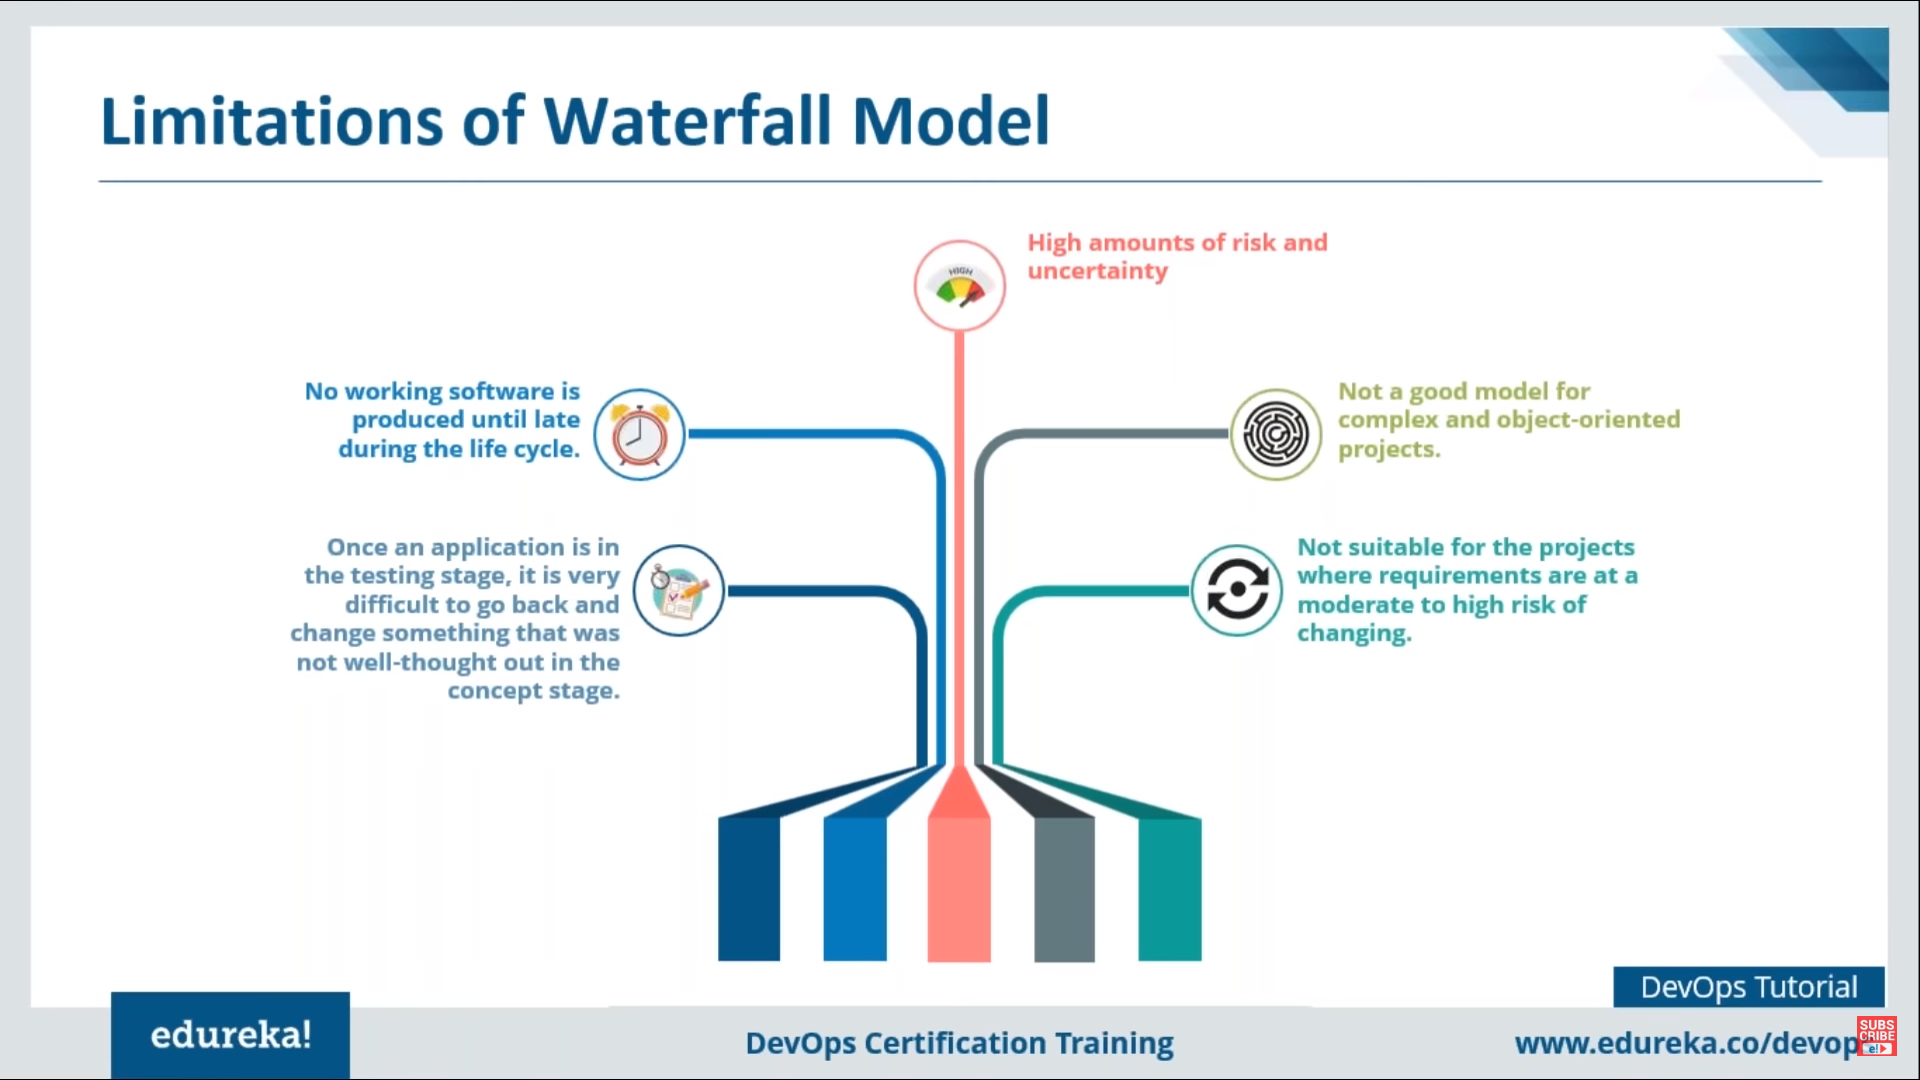 Limitations of Waterfall Model
HIGH
High amounts of risk and
uncertainty
No working software is
produced until late
during the life cycle.
Not a good model for
complex and object-oriented
projects.
Once an application is in
the testing stage, it is very
difficult to go back and
change something that was
not well-thought out in the
concept stage.
Not suitable for the projects
where requirements are at a
moderate to high risk of
changing.
DevOps Tutorial
edureka!
DevOps Certification Training
www.edureka.co/devop
SUBS
CRIBE
e!